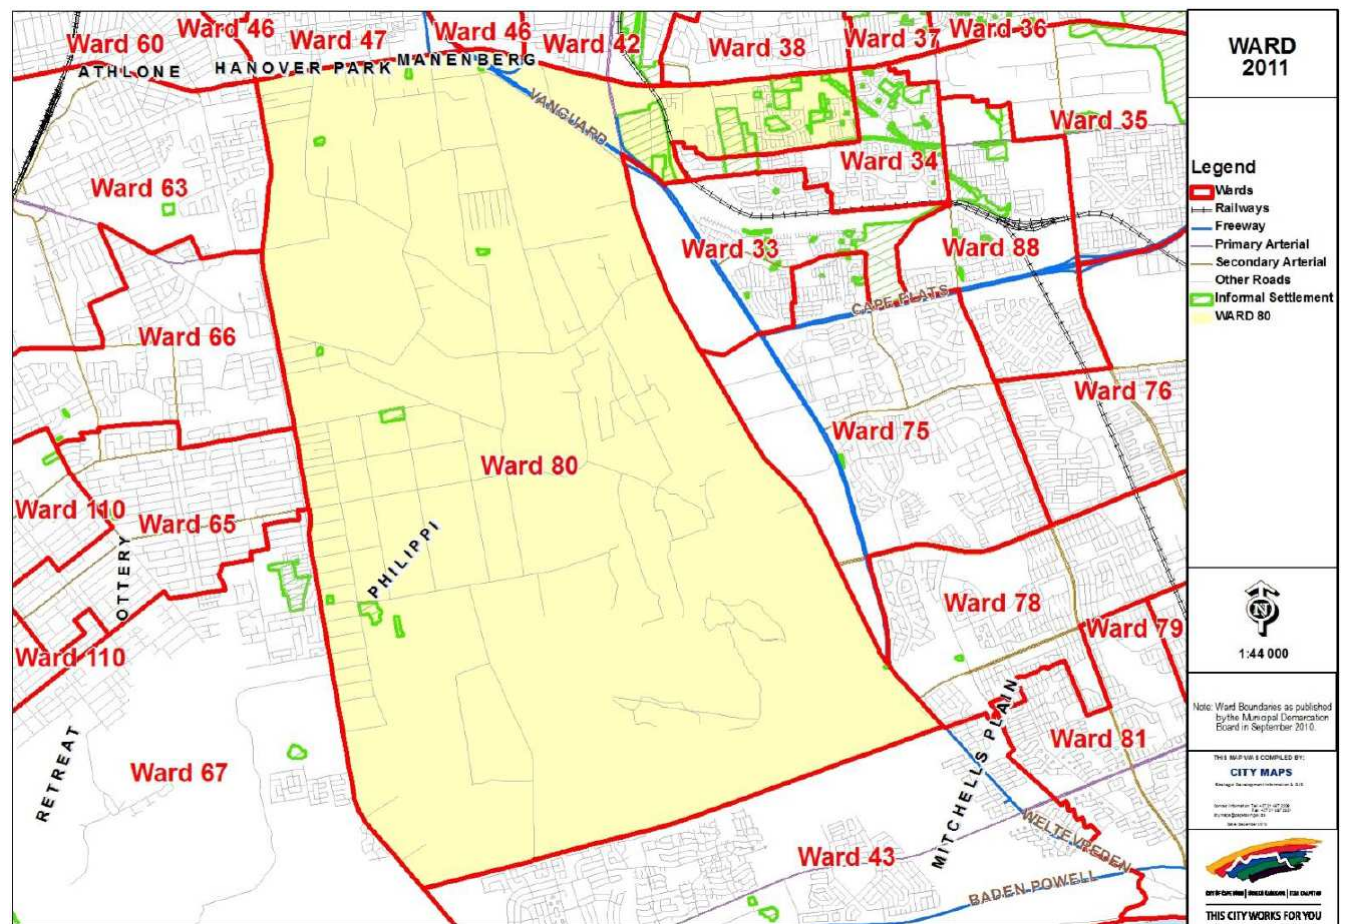 Ward 60
Ward 46
Ward 47
Ward 46
Ward 42
Ward 38
Ward 37
Ward 36
ATHLONE
HANOVER PARK
MANENBERG
VANGUARD
Ward 35
Ward 34
Ward 63
Ward 33
Ward 88
CAPE FLATS
Ward 66
Ward 76
Ward 75
Ward 80
Ward 110
Ward 65
OTTERY
PHILIPPI
Ward 78
Ward 79
Ward 110
RETREAT
Ward 67
Ward 81
MITCHELLS PLAIN
WELTEVREDEN
Ward 43
BADEN POWELL
WARD
2011
Legend
Wards
Railways
Freeway
Primary Arterial
Secondary Arterial
Other Roads
Informal Settlement
WARD 80
N
1:44 000
Note: Ward Boundaries as published
by the Municipal Demarcation
Board in September 2010.
THIS MAP WAS COMPILED BY:
CITY MAPS
THIS CITY WORKS FOR YOU